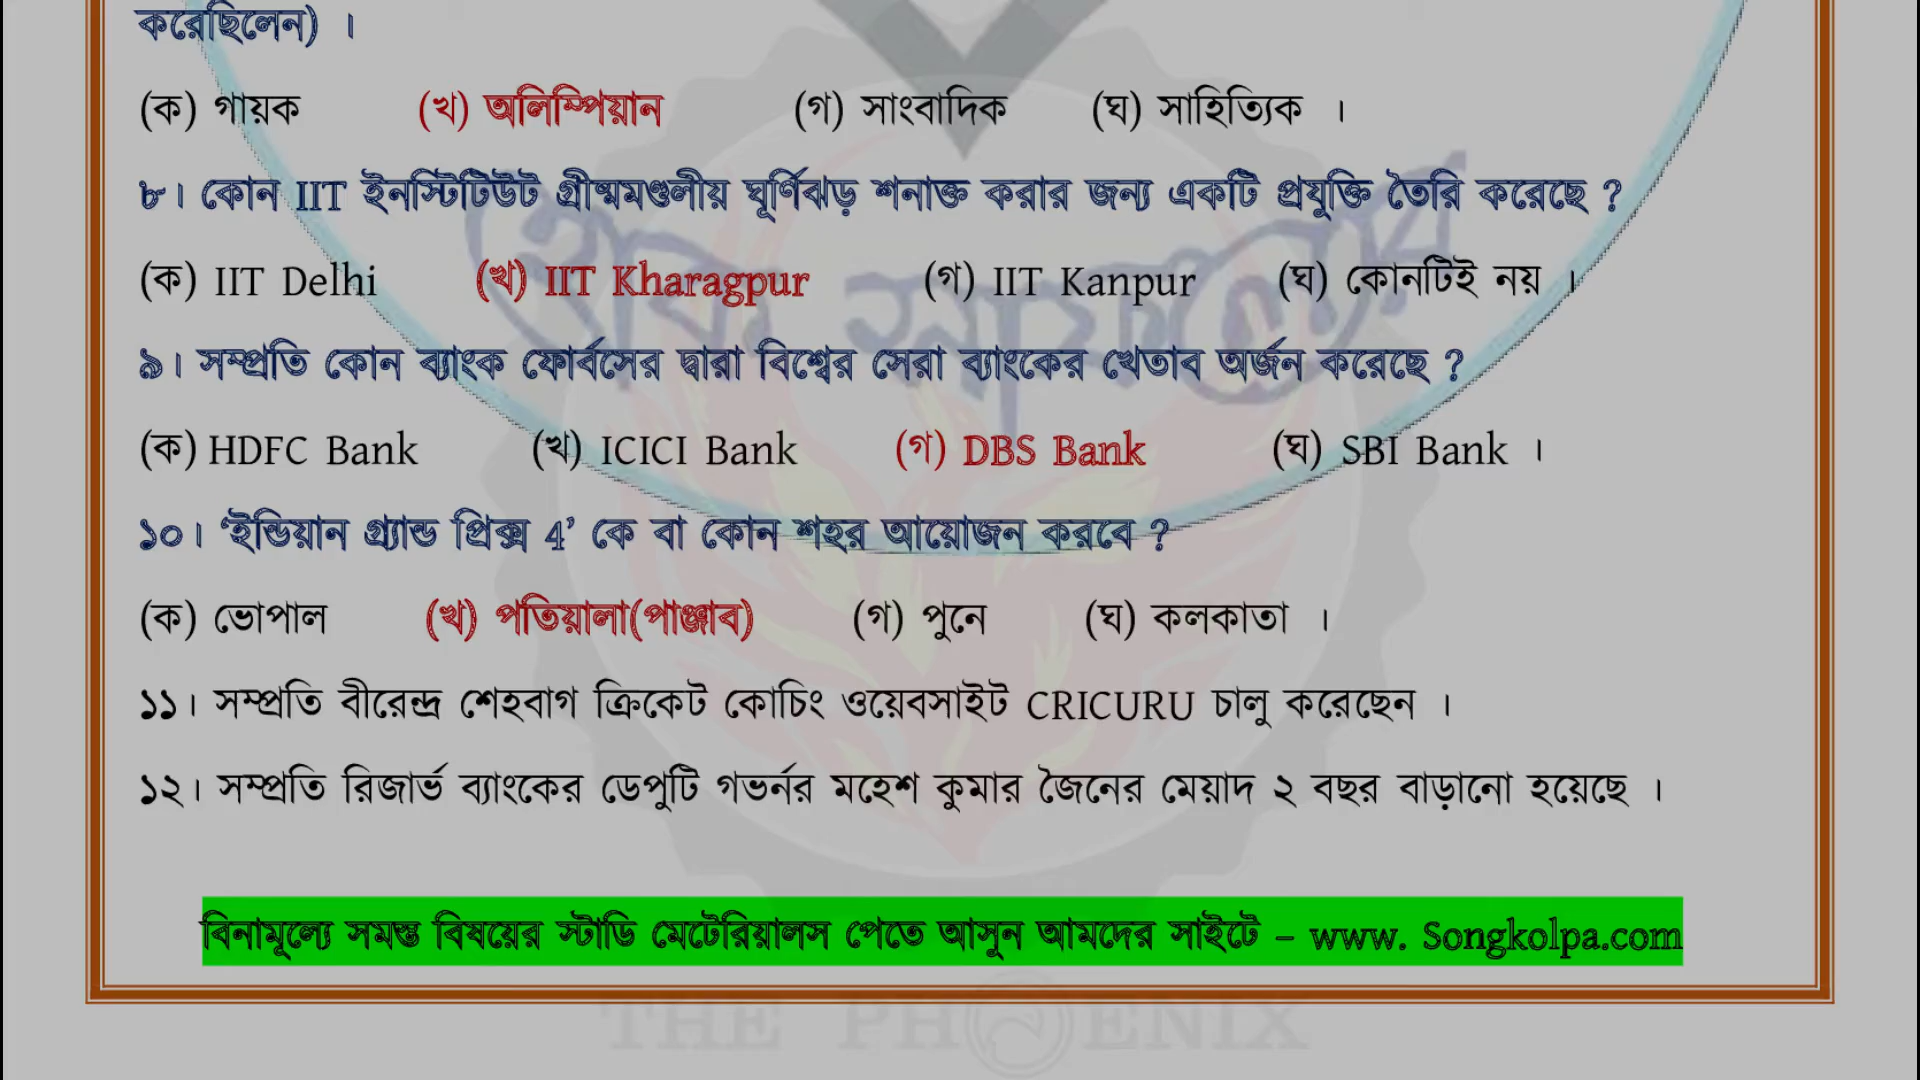 করেছিলেন) ।
(ক) গায়ক (খ) অলিম্পিয়ান (গ) সাংবাদিক (ঘ) সাহিত্যিক ।
৮। কোন IIT ইনস্টিটিউট গ্রীষ্মমণ্ডলীয় ঘূর্ণিঝড় শনাক্ত করার জন্য একটি প্রযুক্তি তৈরি করেছে ?
(ক) IIT Delhi (খ) IIT Kharagpur (গ) IIT Kanpur (ঘ) কোনটিই নয় ।
৯। সম্প্রতি কোন ব্যাংক ফোর্বসের দ্বারা বিশ্বের সেরা ব্যাংকের খেতাব অর্জন করেছে ?
(ক) HDFC Bank (খ) ICICI Bank (গ) DBS Bank (ঘ) SBI Bank ।
১০। ‘ইন্ডিয়ান গ্র্যান্ড প্রিক্স 4’ কে বা কোন শহর আয়োজন করবে ?
(ক) ভোপাল (খ) পতিয়ালা(পাঞ্জাব) (গ) পুনে (ঘ) কলকাতা ।
১১। সম্প্রতি বীরেন্দ্র শেহবাগ ক্রিকেট কোচিং ওয়েবসাইট CRICURU চালু করেছেন ।
১২। সম্প্রতি রিজার্ভ ব্যাংকের ডেপুটি গভর্নর মহেশ কুমার জৈনের মেয়াদ ২ বছর বাড়ানো হয়েছে ।
বিনামূল্যে সমস্ত বিষয়ের স্টাডি মেটেরিয়ালস পেতে আসুন আমদের সাইটে – www. Songkolpa.com
THE PHOENIX